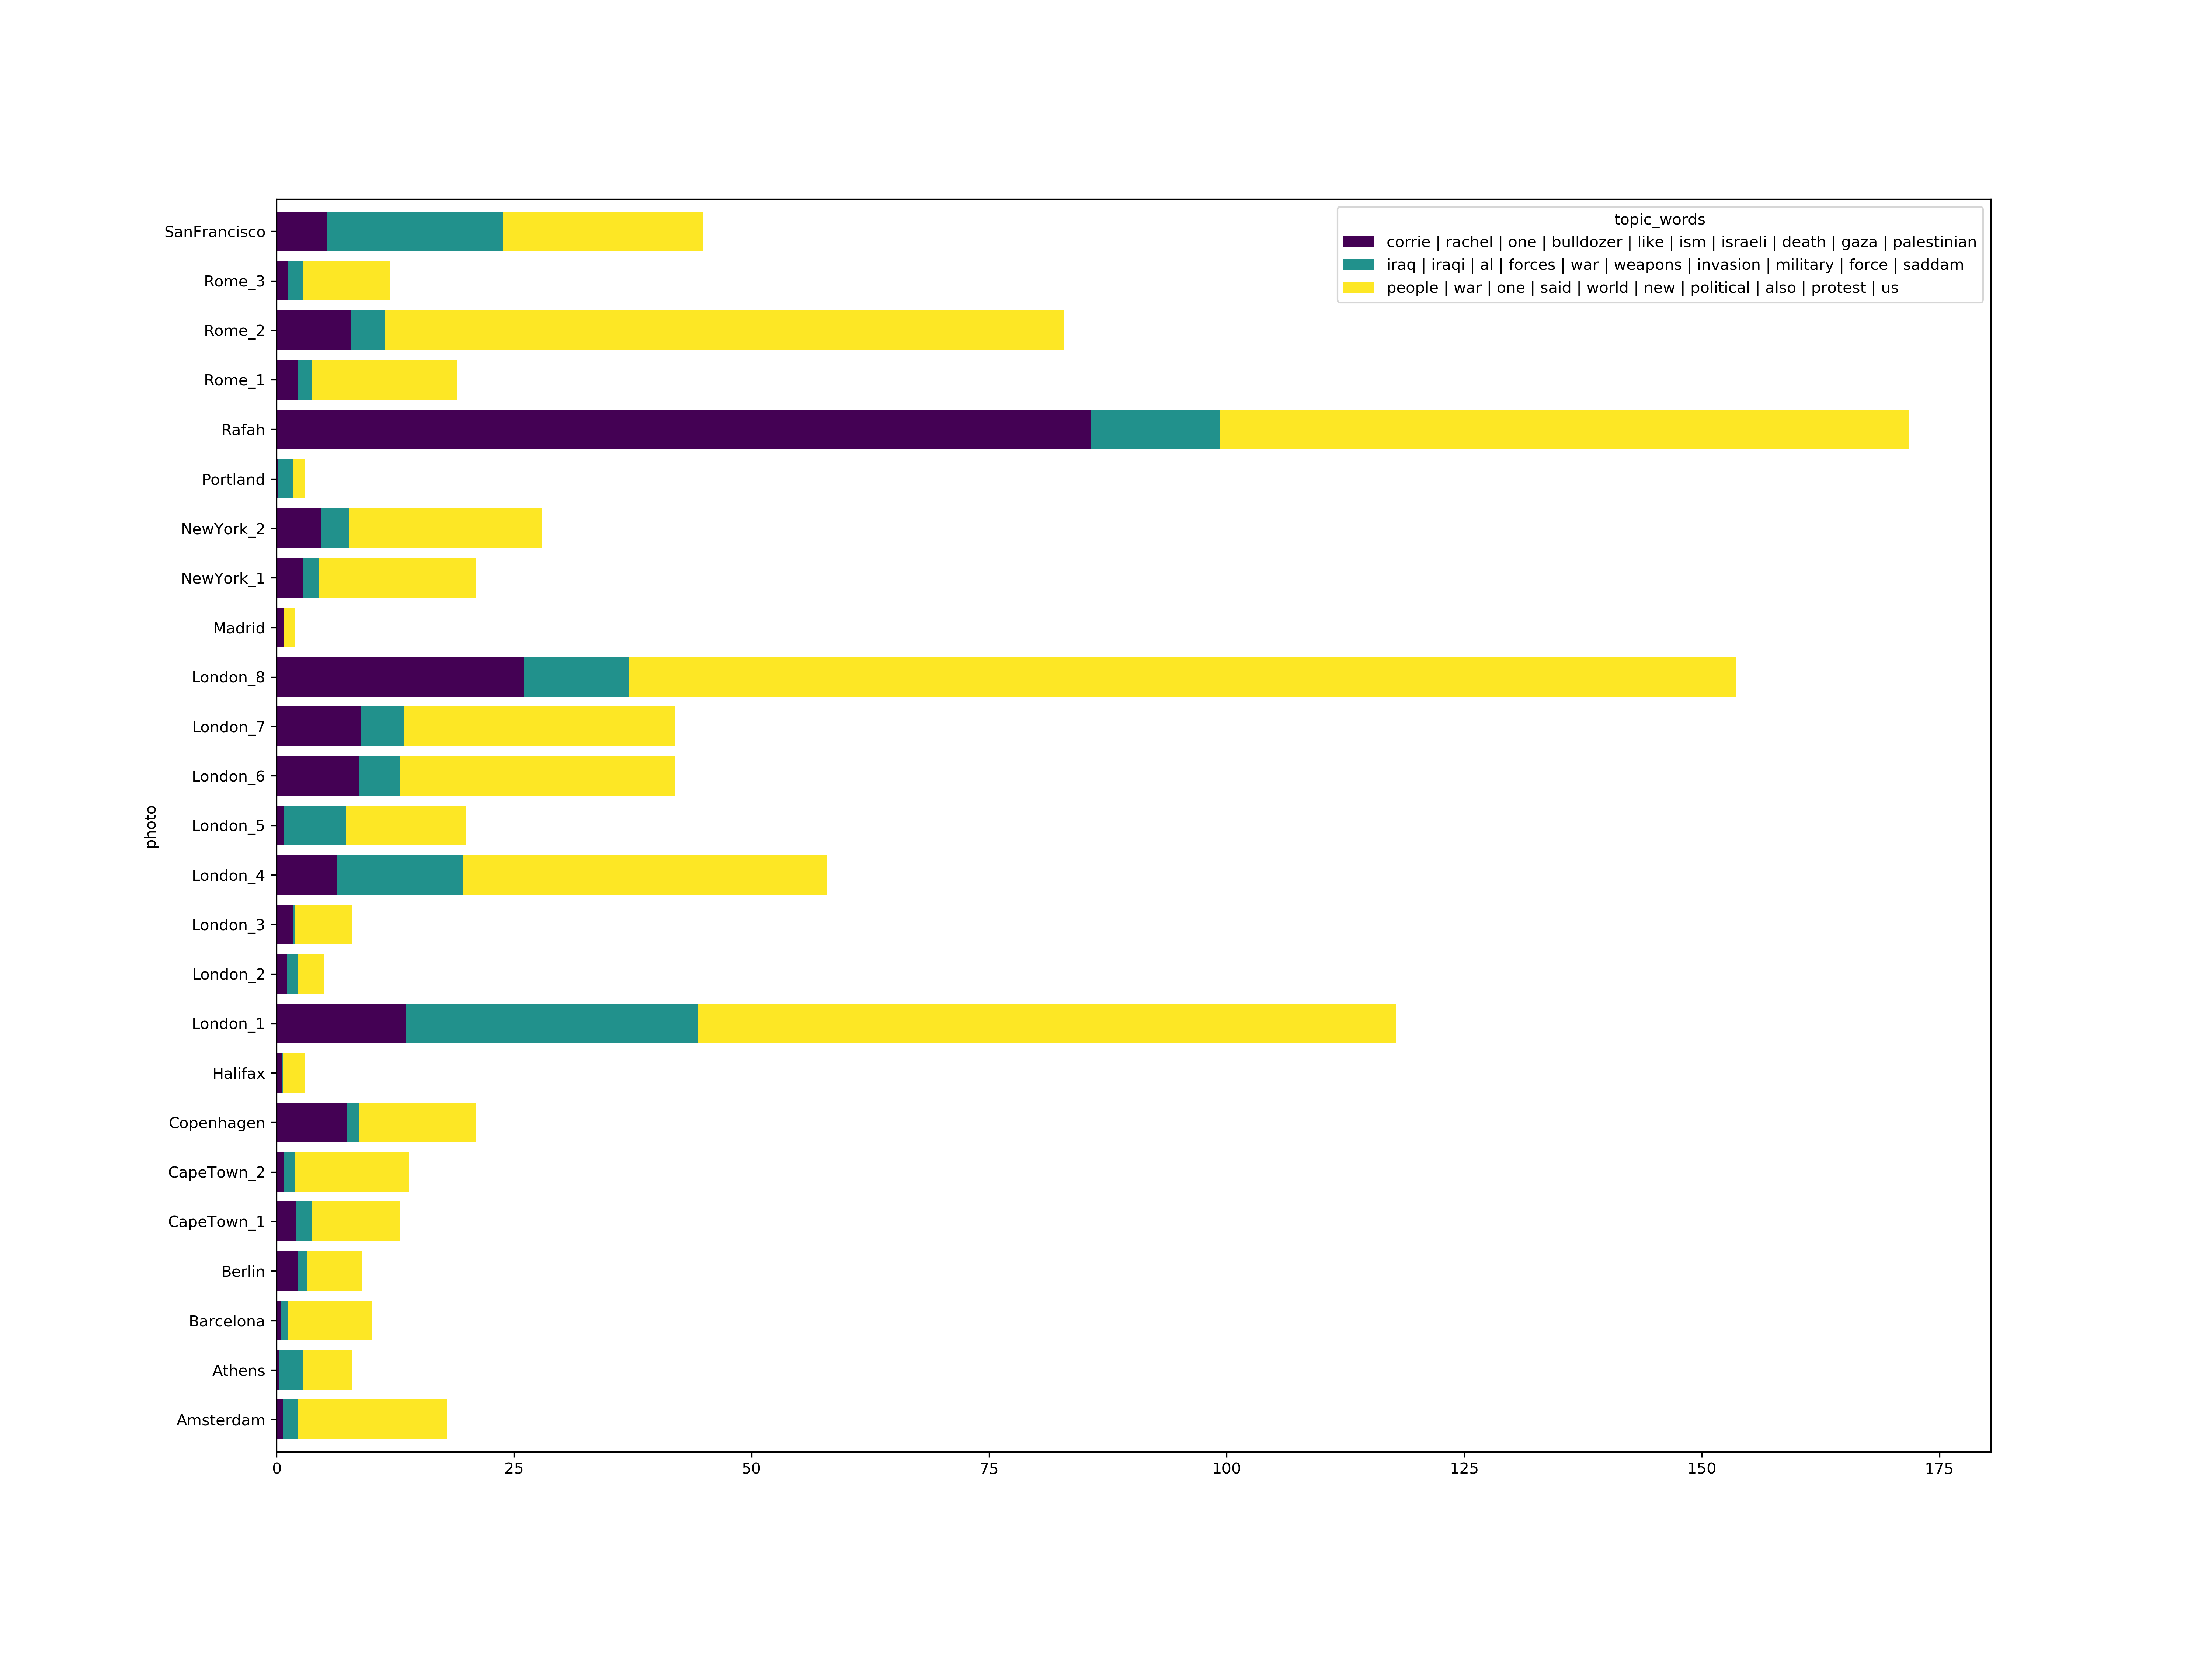 topic_words
corrie | rachel | one | bulldozer | like | ism | israeli | death | gaza | palestinian
iraq | iraqi | al | forces | war | weapons | invasion | military | force | saddam
people | war | one | said | world | new | political | also | protest | us
photo
SanFrancisco
Rome_3
Rome_2
Rome_1
Rafah
Portland
NewYork_2
NewYork_1
Madrid
London_8
London_7
London_6
London_5
London_4
London_3
London_2
London_1
Halifax
Copenhagen
CapeTown_2
CapeTown_1
Berlin
Barcelona
Athens
Amsterdam
0 25 50 75 100 125 150 175